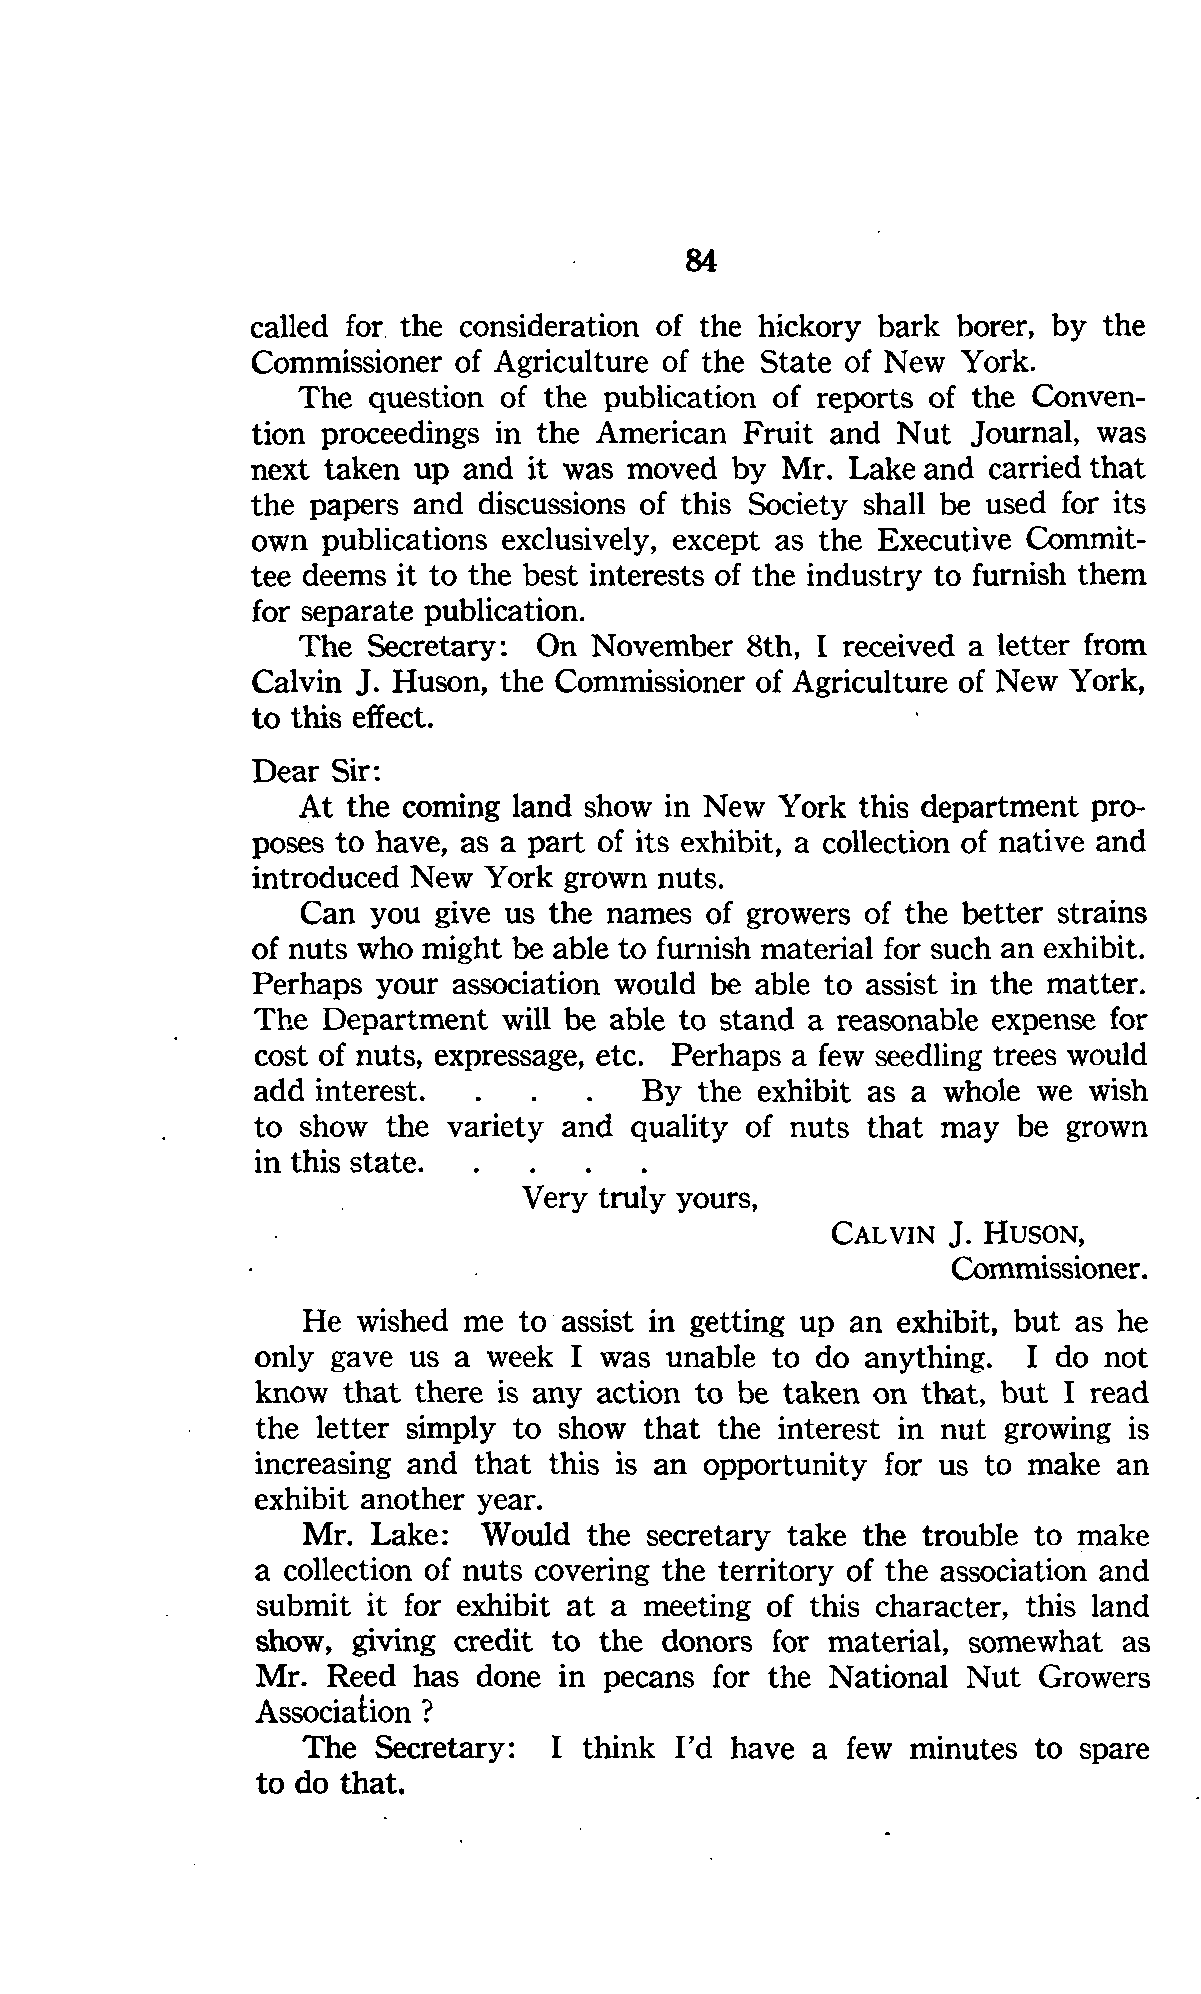 84
called for the consideration of the hickory bark borer, by the
Commissioner of Agriculture of the State of New York.
The question of the publication of reports of the Conven-
tion proceedings in the American Fruit and Nut Journal, was
next taken up and it was moved by Mr. Lake and carried that
the papers and discussions of this Society shall be used for its
own publications exclusively, except as the Executive Commit-
tee deems it to the best interests of the industry to furnish them
for separate publication.
The Secretary: On November 8th, I received a letter from
Calvin J. Huson, the Commissioner of Agriculture of New York,
to this effect.
Dear Sir:
At the coming land show in New York this department pro-
poses to have, as a part of its exhibit, a collection of native and
introduced New York grown nuts.
Can you give us the names of growers of the better strains
of nuts who might be able to furnish material for such an exhibit.
Perhaps your association would be able to assist in the matter.
The Department will be able to stand a reasonable expense for
cost of nuts, expressage, etc. Perhaps a few seedling trees would
add interest. . . . By the exhibit as a whole we wish
to show the variety and quality of nuts that may be grown
in this state. . . . .
Very truly yours,
CALVIN J. HUSON,
Commissioner.
He wished me to assist in getting up an exhibit, but as he
only gave us a week I was unable to do anything. I do not
know that there is any action to be taken on that, but I read
the letter simply to show that the interest in nut growing is
increasing and that this is an opportunity for us to make an
exhibit another year.
Mr. Lake: Would the secretary take the trouble to make
a collection of nuts covering the territory of the association and
submit it for exhibit at a meeting of this character, this land
show, giving credit to the donors for material, somewhat as
Mr. Reed has done in pecans for the National Nut Growers
Association ?
The Secretary: I think I'd have a few minutes to spare
to do that.